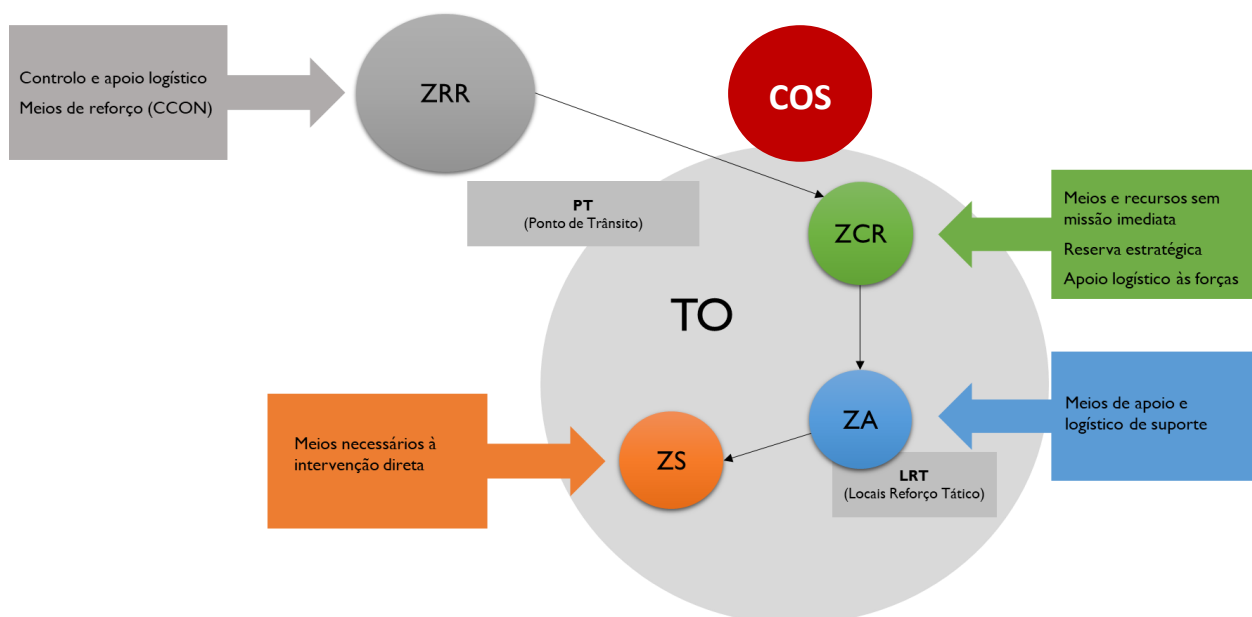 Controlo e apoio logístico
Meios de reforço (CCON)
ZRR
COS
PT
(Ponto de Trânsito)
ZCR
Meios e recursos sem
missão imediata
Reserva estratégica
Apoio logístico às forças
TO
Meios necessários à
intervenção direta
ZS
ZA
LRT
(Locais Reforço Tático)
Meios de apoio e
logístico de suporte